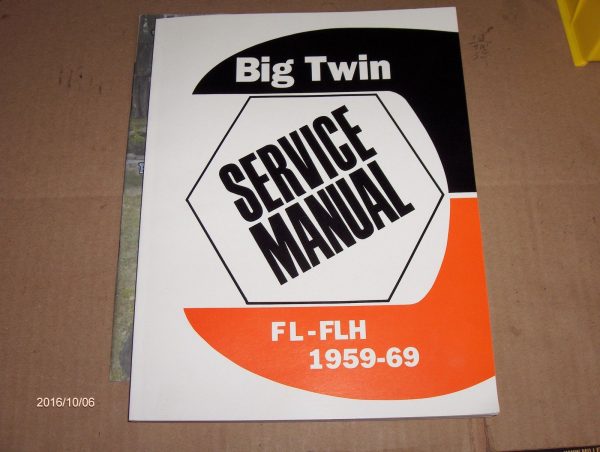 Big Twin
SERVICE
MANUAL
FL-FLH
1959-69
2016/10/06